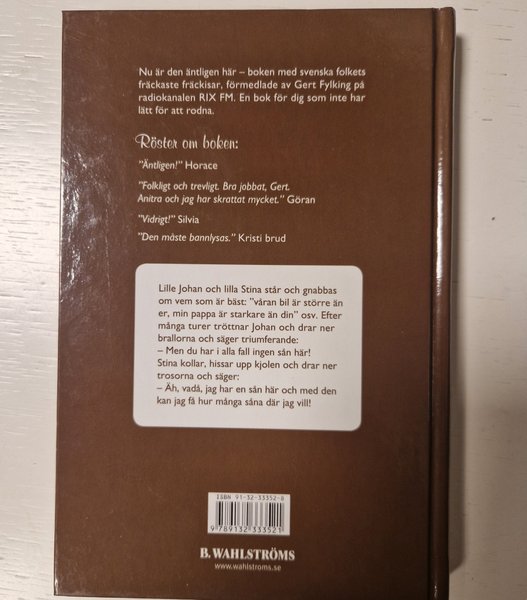 Nu är den äntligen här – boken med svenska folkets
fräckaste fräckisar, förmedlade av Gert Fylking på
radiokanalen RIX FM. En bok för dig som inte har
lätt för att rodna.
Röster om boken:
"Äntligen!" Horace
"Folkligt och trevligt. Bra jobbat, Gert.
Anitra och jag har skrattat mycket." Göran
"Vidrigt!" Silvia
"Den måste bannlysas." Kristi brud
Lille Johan och lilla Stina står och gnabbas
om vem som är bäst: "våran bil är större än
er, min pappa är starkare än din" osv. Efter
många turer tröttnar Johan och drar ner
brallorna och säger triumferande:
– Men du har i alla fall ingen sån här!
Stina kollar, hissar upp kjolen och drar ner
trosorna och säger:
– Äh, vadå, jag har en sån här och med den
kan jag få hur många såna där jag vill!
ISBN 91-32-33352-8
9 789132 333521
B. WAHLSTRÖMS
www.wahlstroms.se